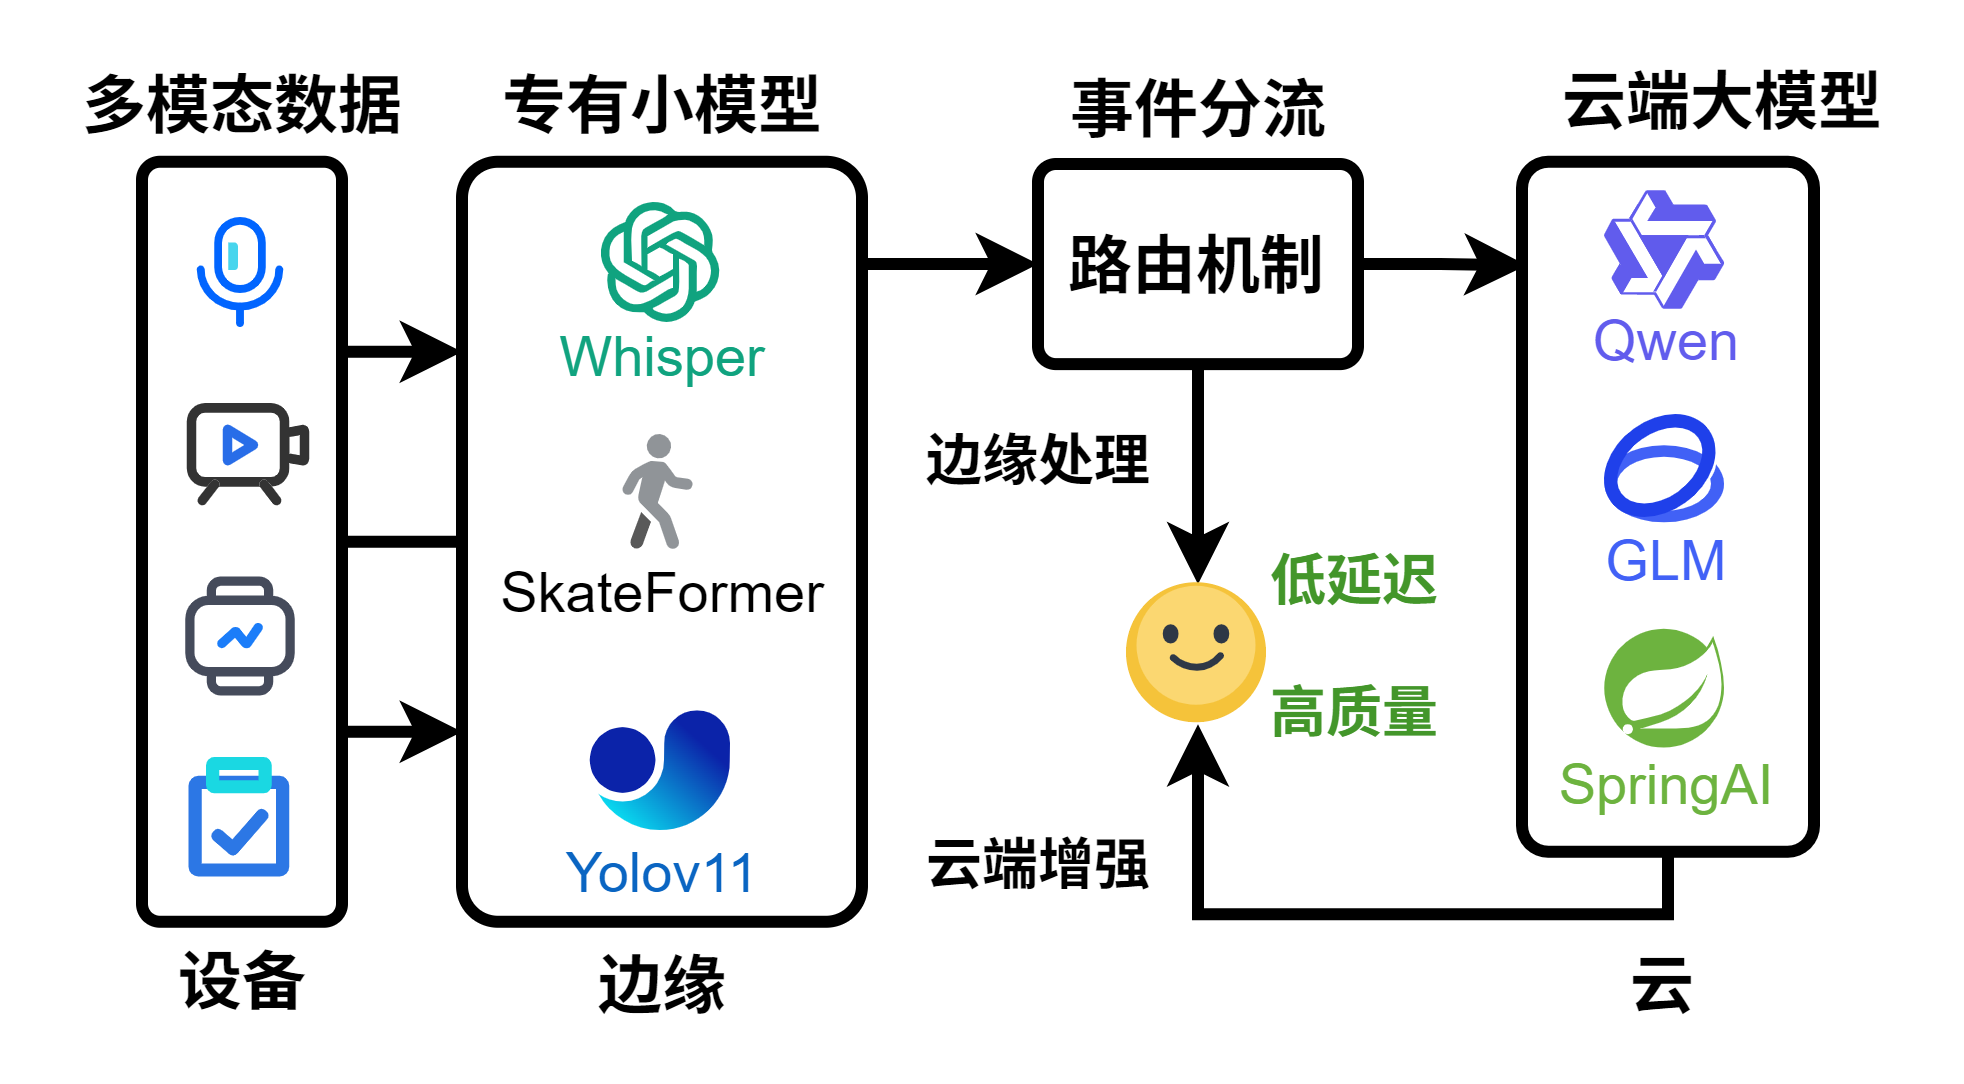 多模态数据
专有小模型
事件分流
云端大模型
Whisper
SkateFormer
Yolov11
路由机制
Qwen
GLM
SpringAI
边缘处理
低延迟
高质量
云端增强
设备
边缘
云